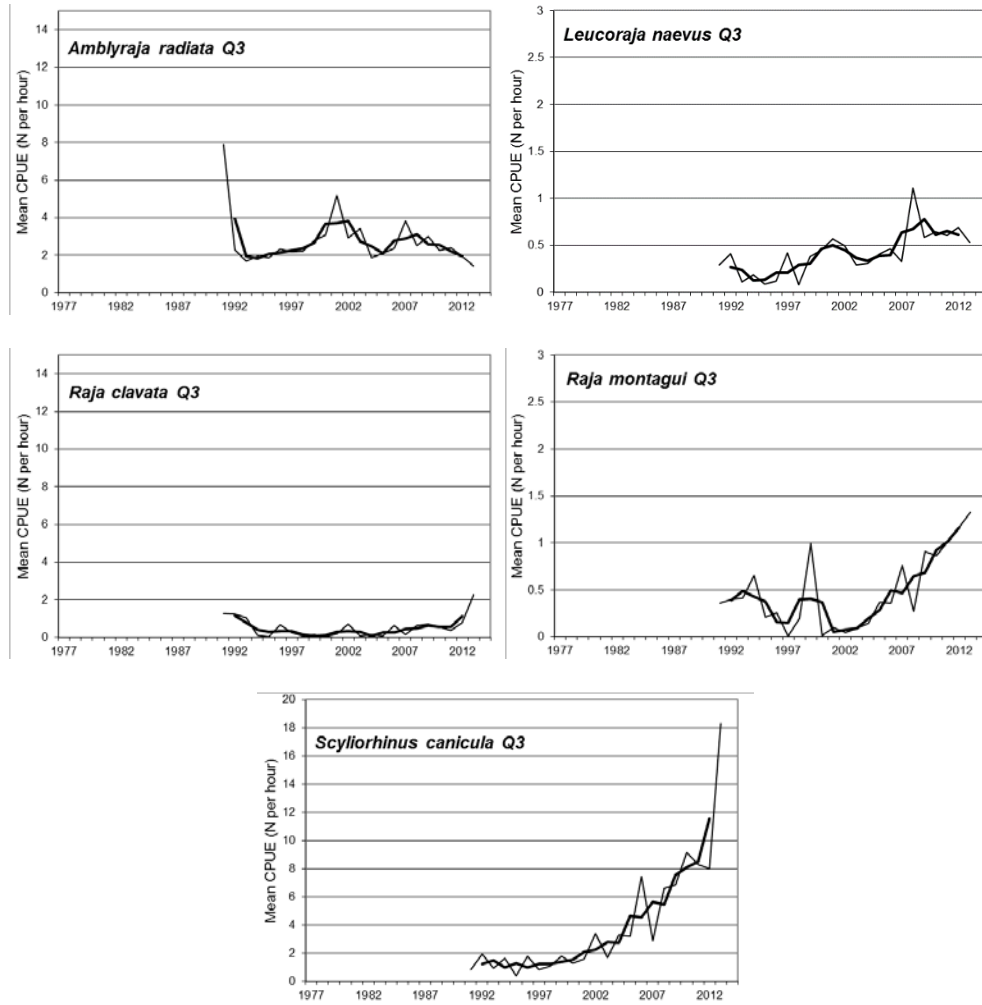 Amblyraja radiata Q3
Mean CPUE (N per hour)
14
12
10
8
6
4
2
0
1977 1982 1987 1992 1997 2002 2007 2012
Leucoraja naevus Q3
Mean CPUE (N per hour)
3
2.5
2
1.5
1
0.5
0
1977 1982 1987 1992 1997 2002 2007 2012
Raja clavata Q3
Mean CPUE (N per hour)
14
12
10
8
6
4
2
0
1977 1982 1987 1992 1997 2002 2007 2012
Raja montagui Q3
Mean CPUE (N per hour)
3
2.5
2
1.5
1
0.5
0
1977 1982 1987 1992 1997 2002 2007 2012
Scyliorhinus canicula Q3
Mean CPUE (N per hour)
20
18
16
14
12
10
8
6
4
2
0
1977 1982 1987 1992 1997 2002 2007 2012